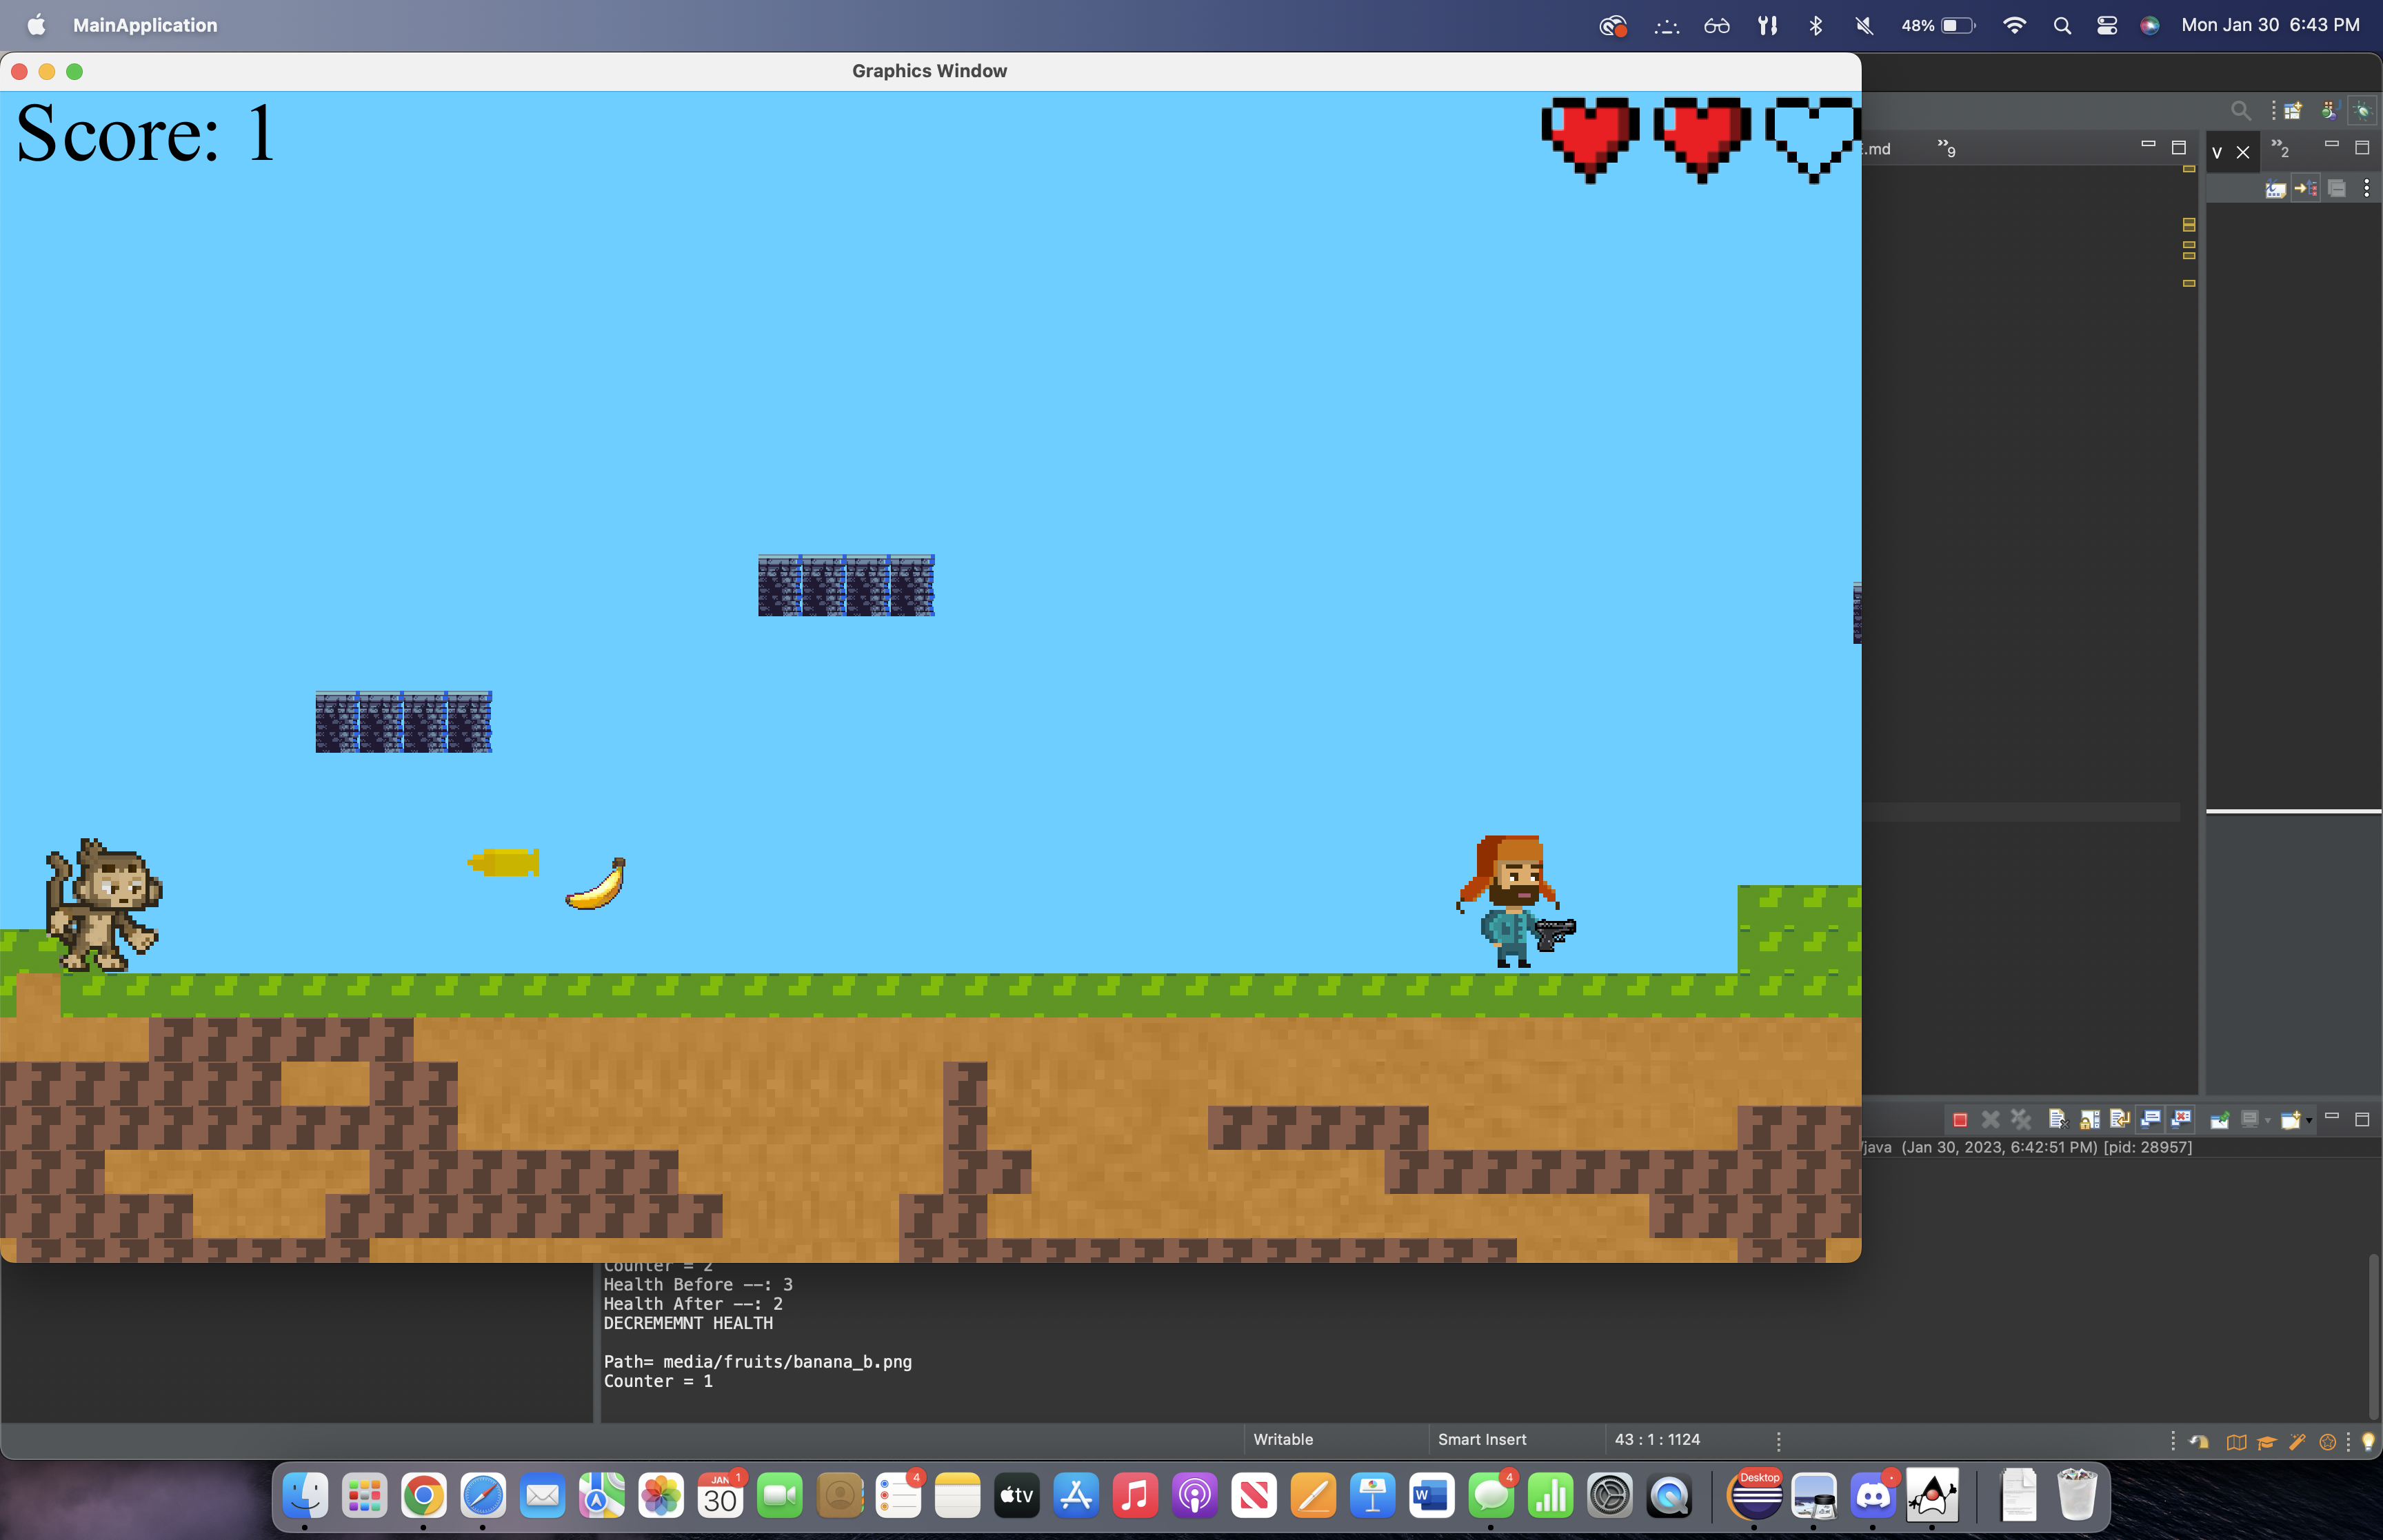 MainApplication
48%
Mon Jan 30 6:43 PM
Graphics Window
Score: 1
.md
9
v
2
java (Jan 30, 2023, 6:42:51 PM) [pid: 28957]
Counter = 2
Health Before --: 3
Health After --: 2
DECREMEMNT HEALTH
Path= media/fruits/banana_b.png
Counter = 1
Writable
Smart Insert
43 : 1 : 1124
JAN
30
1
4
tv
W
4
Desktop